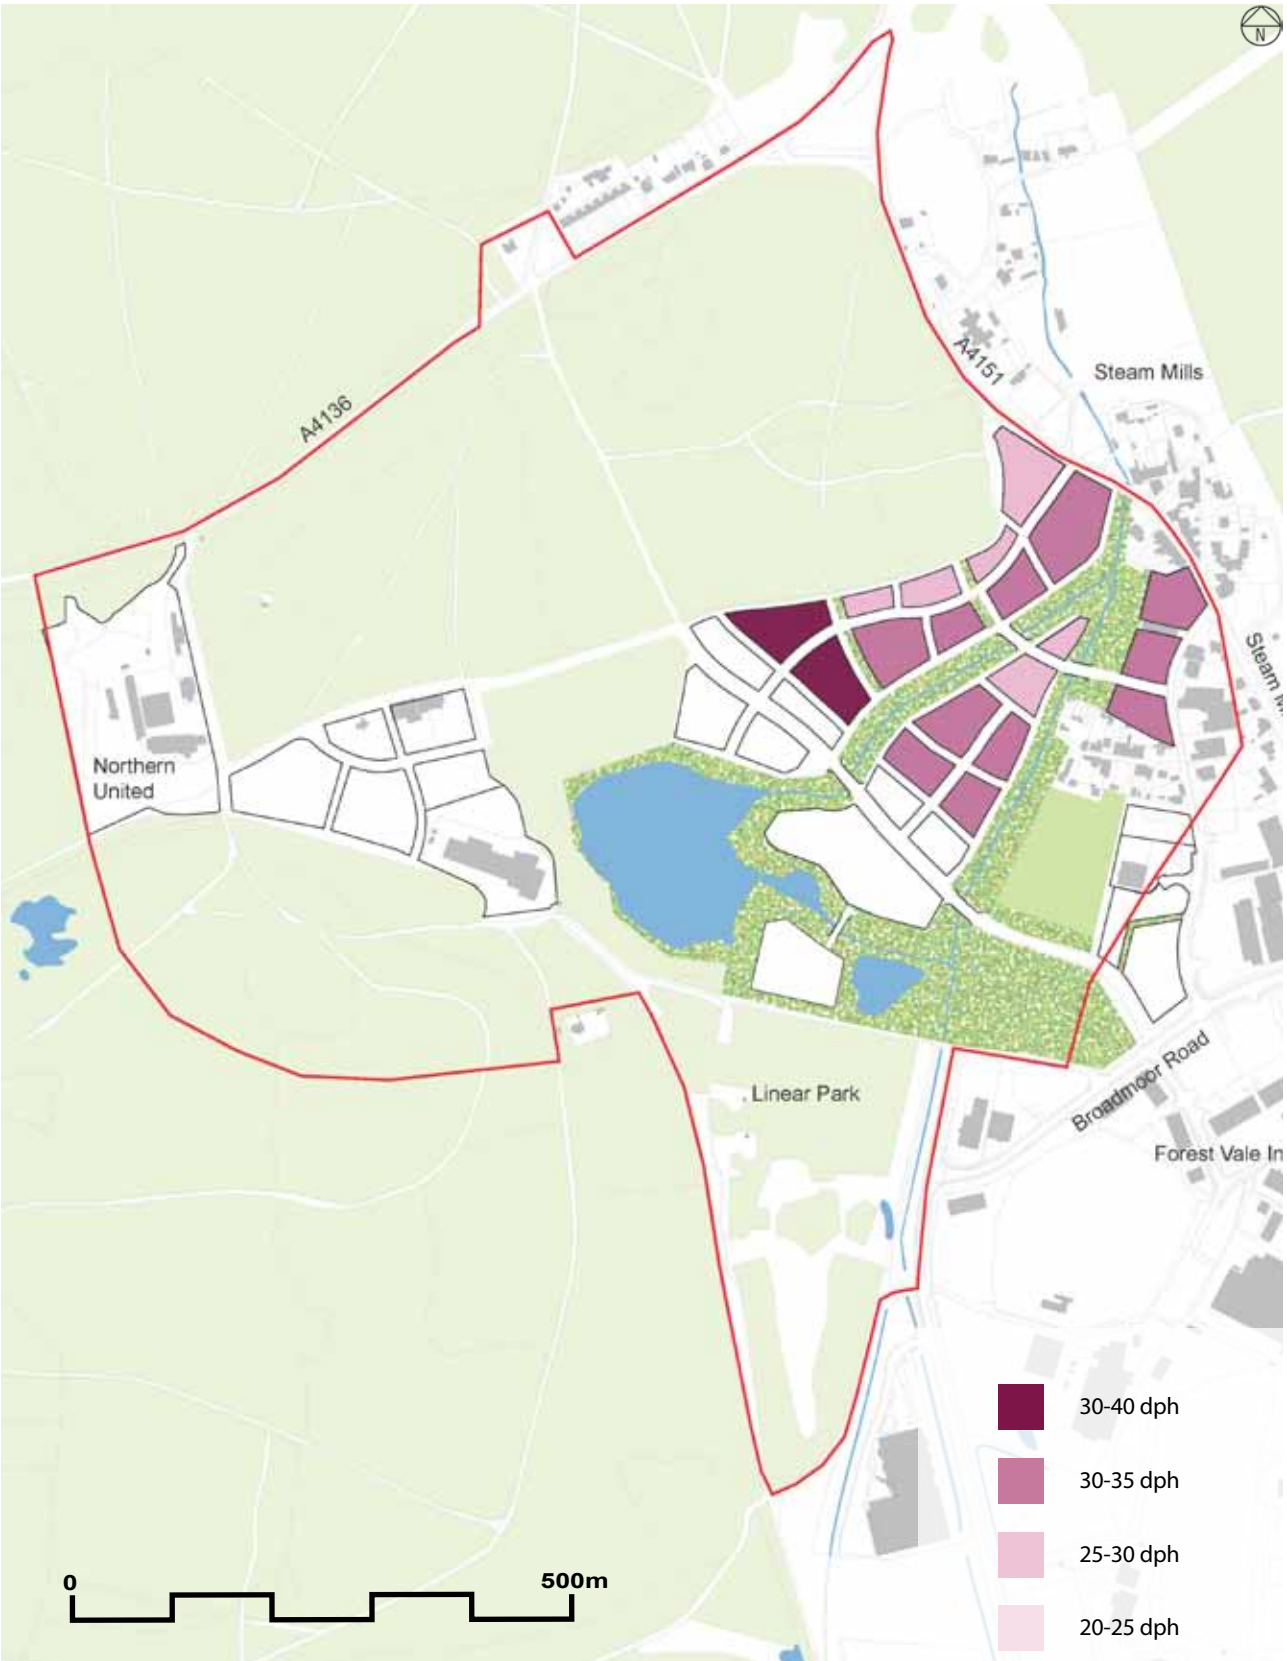 N
A4151
Steam Mills
A4136
Steam M
Northern
United
Linear Park
Broadmoor Road
Forest Vale In
30-40 dph
30-35 dph
0
500m
25-30 dph
20-25 dph